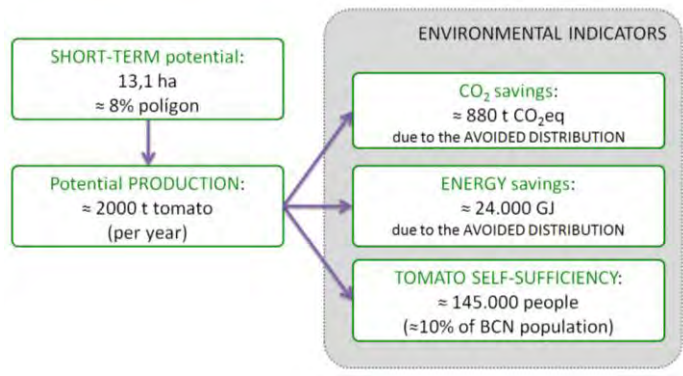 SHORT-TERM potential:
13,1 ha
≈ 8% polígon
Potential PRODUCTION:
≈ 2000 t tomato
(per year)
ENVIRONMENTAL INDICATORS
CO₂ savings:
≈ 880 t CO₂eq
due to the AVOIDED DISTRIBUTION
ENERGY savings:
≈ 24.000 GJ
due to the AVOIDED DISTRIBUTION
TOMATO SELF-SUFFICIENCY:
≈ 145.000 people
(≈10% of BCN population)